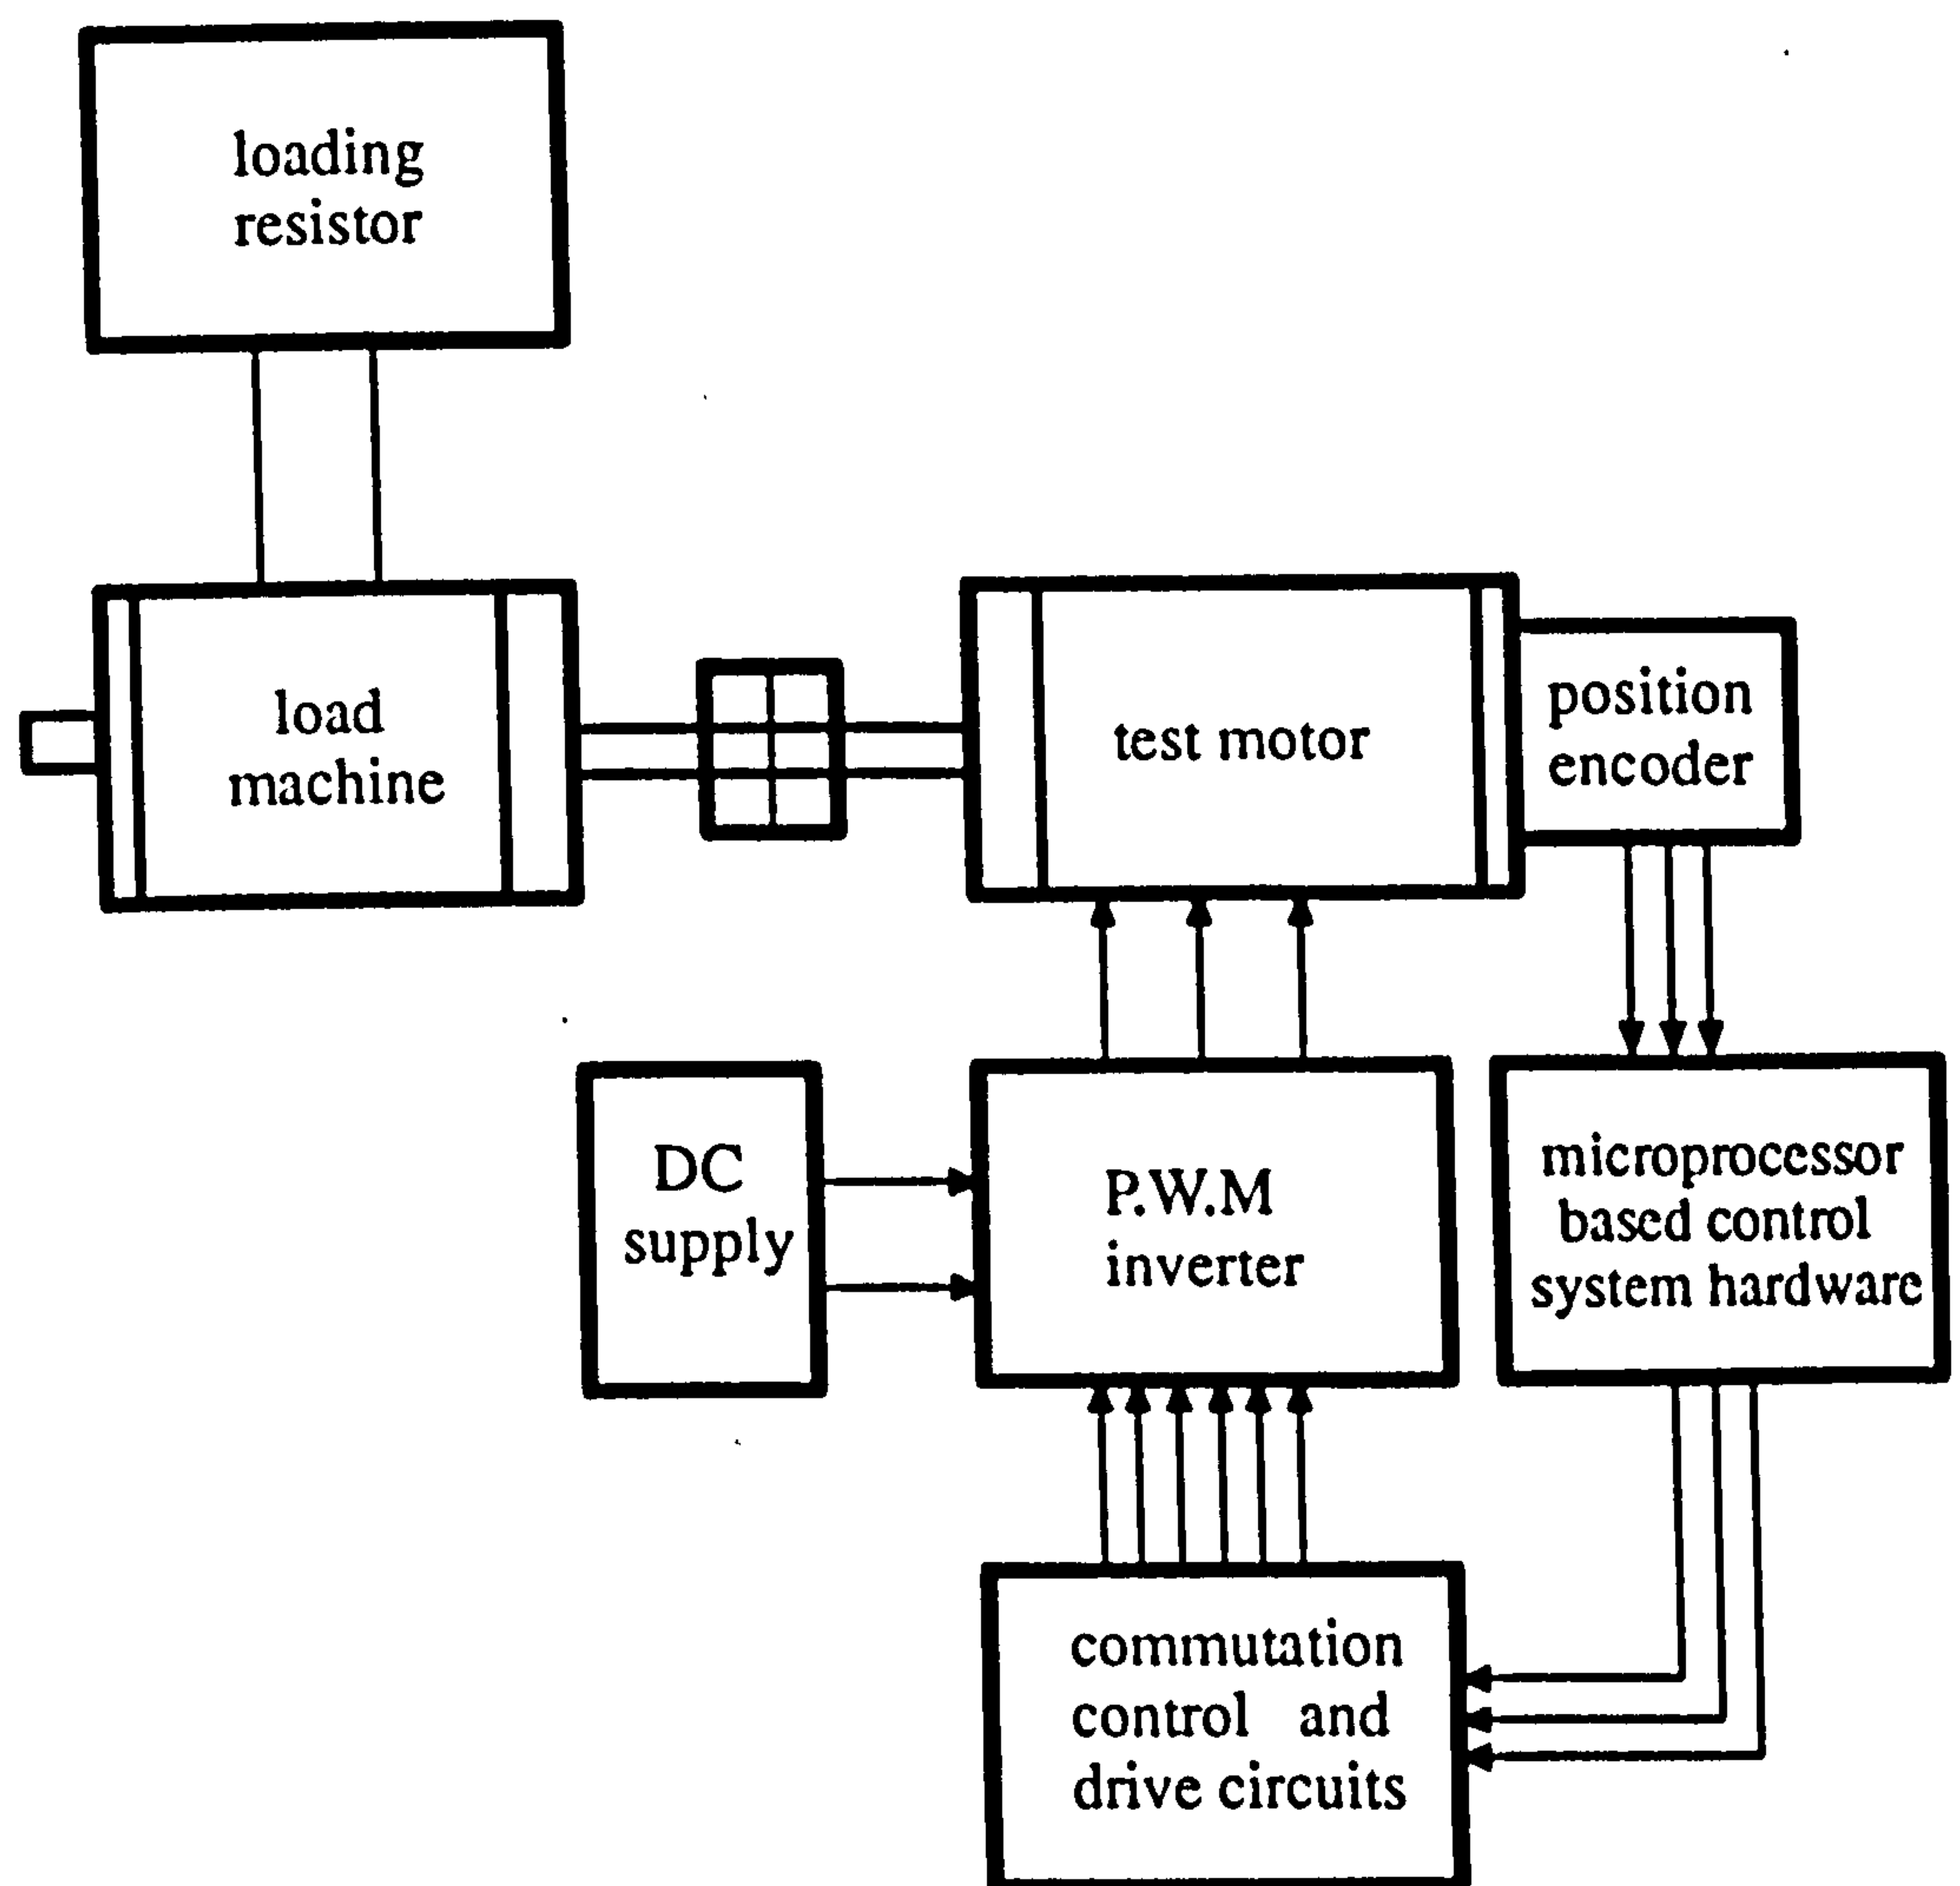 loading
resistor
load
machine
test motor
position
encoder
DC
supply
P.W.M
inverter
microprocessor
based control
system hardware
commutation
control and
drive circuits